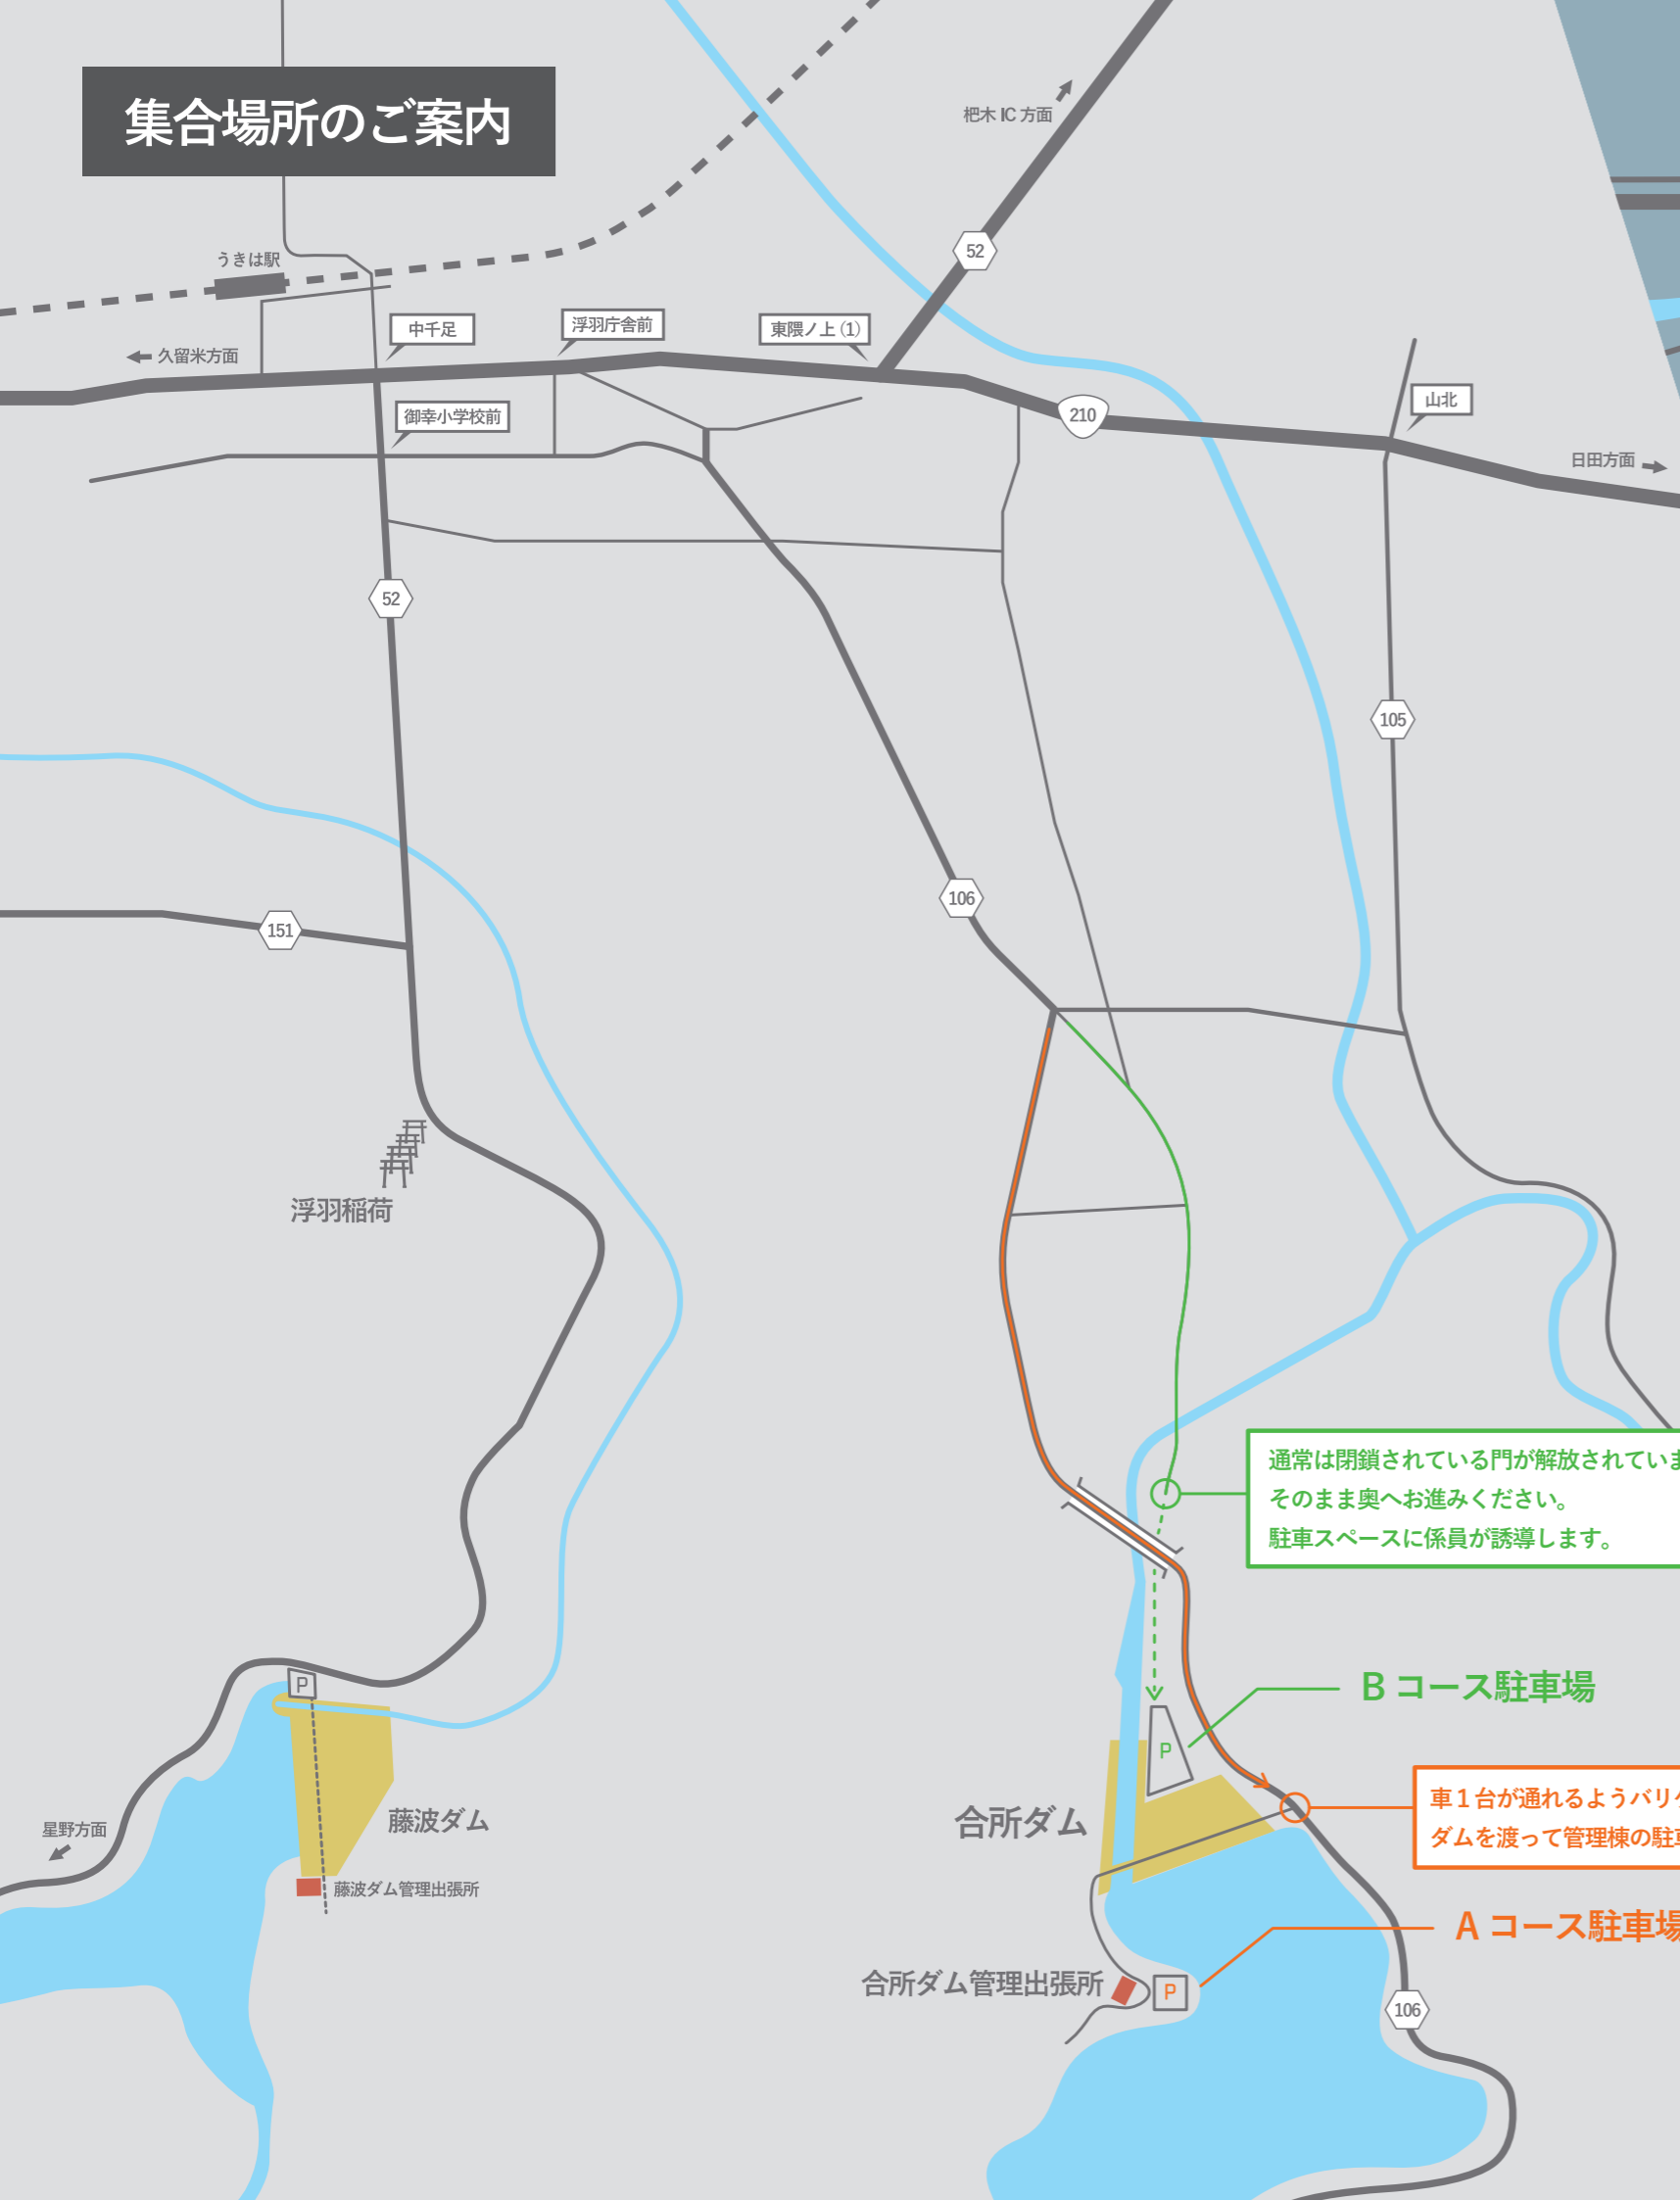 集合場所のご案内
杷木 IC 方面
52
うきは駅
中千足
浮羽庁舎前
東隈ノ上 (1)
久留米方面
御幸小学校前
210
山北
日田方面
52
105
106
151
浮羽稲荷
通常は閉鎖されている門が解放されていま
そのまま奥へお進みください。
駐車スペースに係員が誘導します。
P
B コース駐車場
P
車 1 台が通れるようバリケ
ダムを渡って管理棟の駐車
合所ダム
藤波ダム
星野方面
藤波ダム管理出張所
A コース駐車場
合所ダム管理出張所
P
106